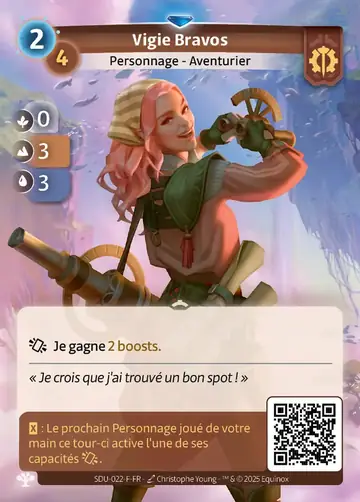 2
Vigie Bravos
4
Personnage - Aventurier
0
3
3
Je gagne 2 boosts.
« Je crois que j'ai trouvé un bon spot ! »
X : Le prochain Personnage joué de votre
main ce tour-ci active l'une de ses
capacités .
SDU-022-F-FR - Christophe Young - ™ & © 2025 Equinox